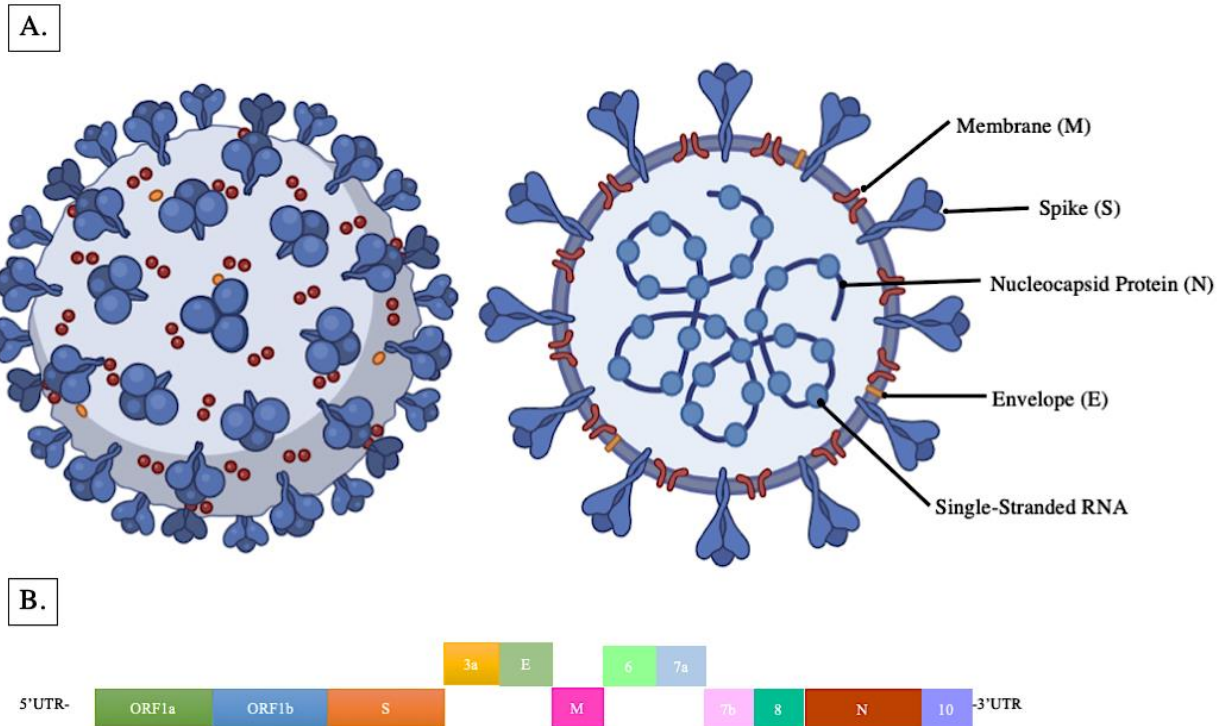 A.
Membrane (M)
Spike (S)
Nucleocapsid Protein (N)
Envelope (E)
Single-Stranded RNA
B.
3a E 6 7a
5'UTR- ORF1a ORF1b S M 7b 8 N 10 -3'UTR